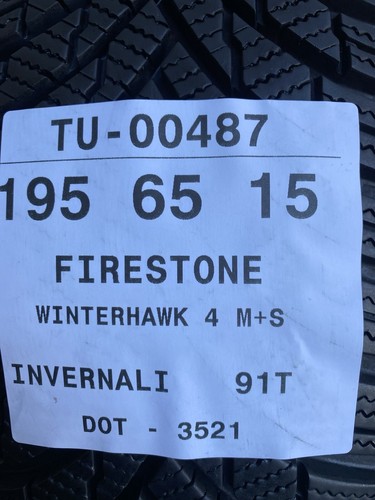 TU-00487
195 65 15
FIRESTONE
WINTERHAWK 4 M+S
INVERNALI 91T
DOT - 3521